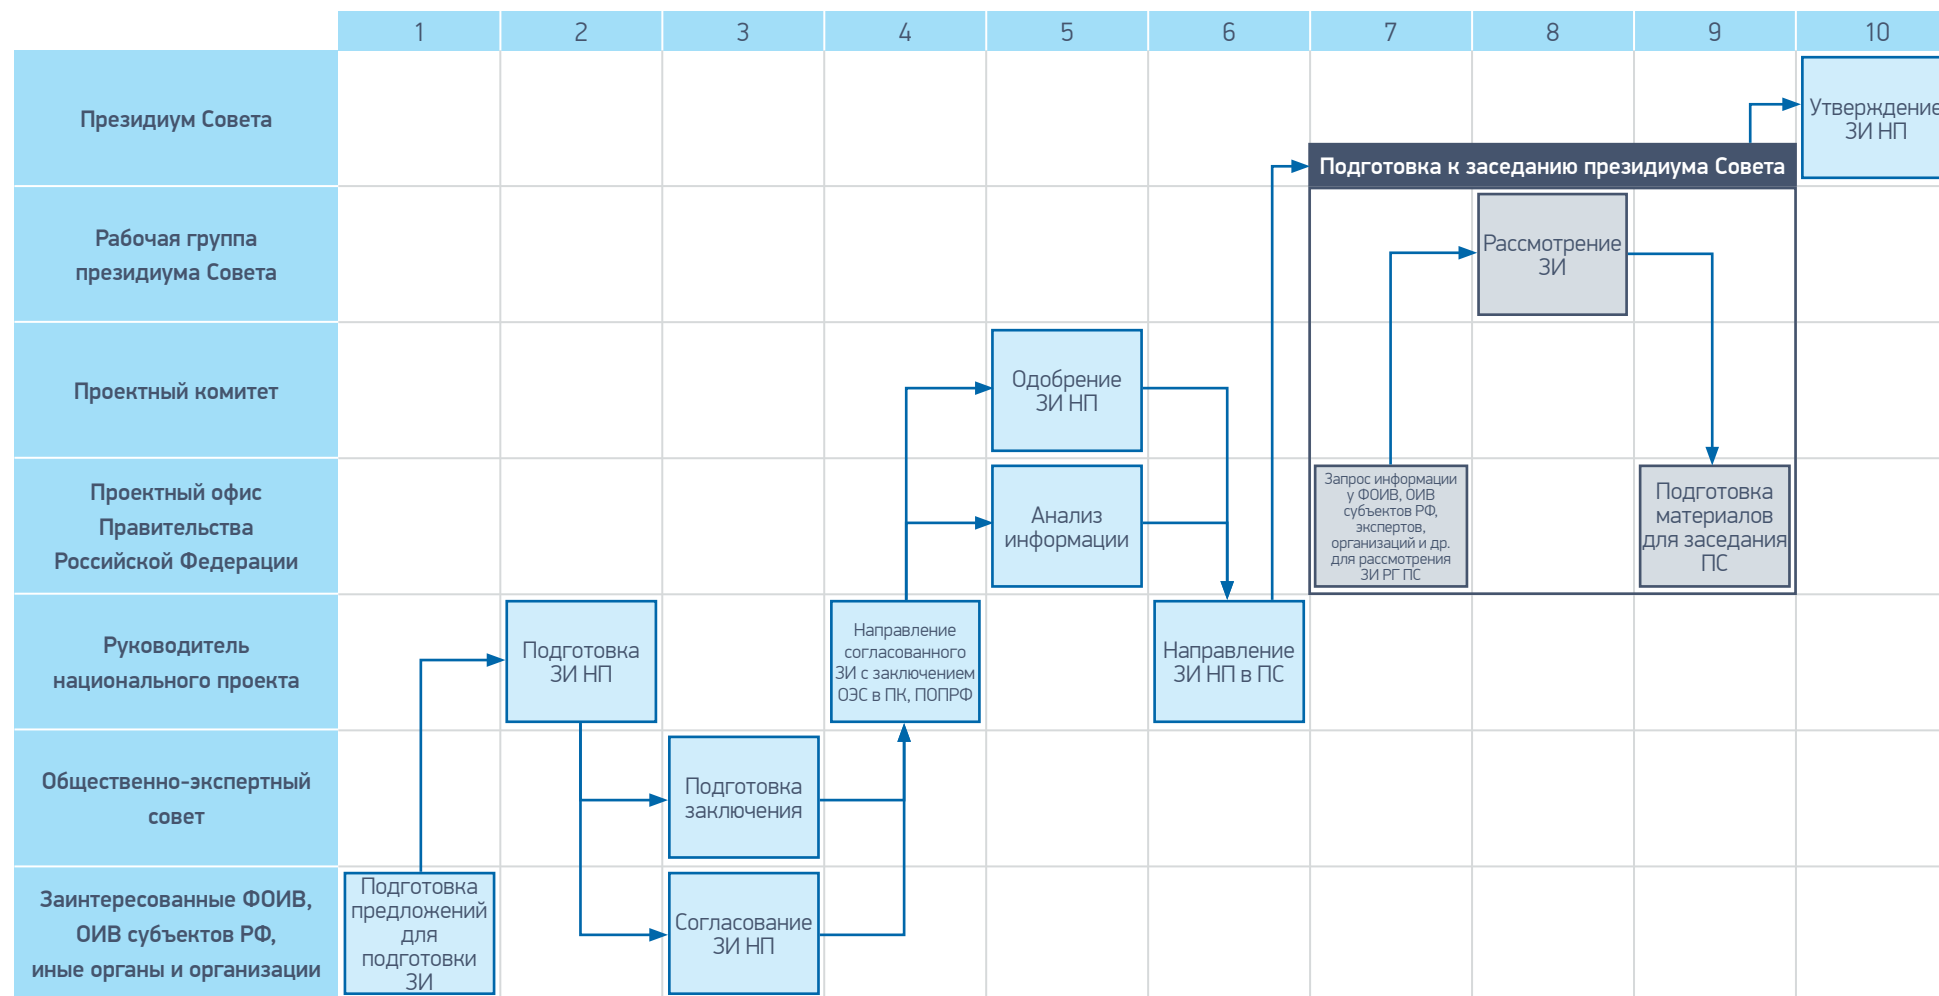 1 2 3 4 5 6 7 8 9 10
Президиум Совета
Утверждение
ЗИ НП
Подготовка к заседанию президиума Совета
Рабочая группа
президиума Совета
Рассмотрение
ЗИ
Проектный комитет
Одобрение
ЗИ НП
Проектный офис
Правительства
Российской Федерации
Анализ
информации
Запрос информации
у ФОИВ, ОИВ
субъектов РФ,
экспертов,
организаций и др.
для рассмотрения
ЗИ РГ ПС
Подготовка
материалов
для заседания
ПС
Руководитель
национального проекта
Подготовка
ЗИ НП
Направление
согласованного
ЗИ с заключением
ОЭС в ПК, ПОПРФ
Направление
ЗИ НП в ПС
Общественно-экспертный
совет
Подготовка
заключения
Заинтересованные ФОИВ,
ОИВ субъектов РФ,
иные органы и организации
Подготовка
предложений
для
подготовки
ЗИ
Согласование
ЗИ НП